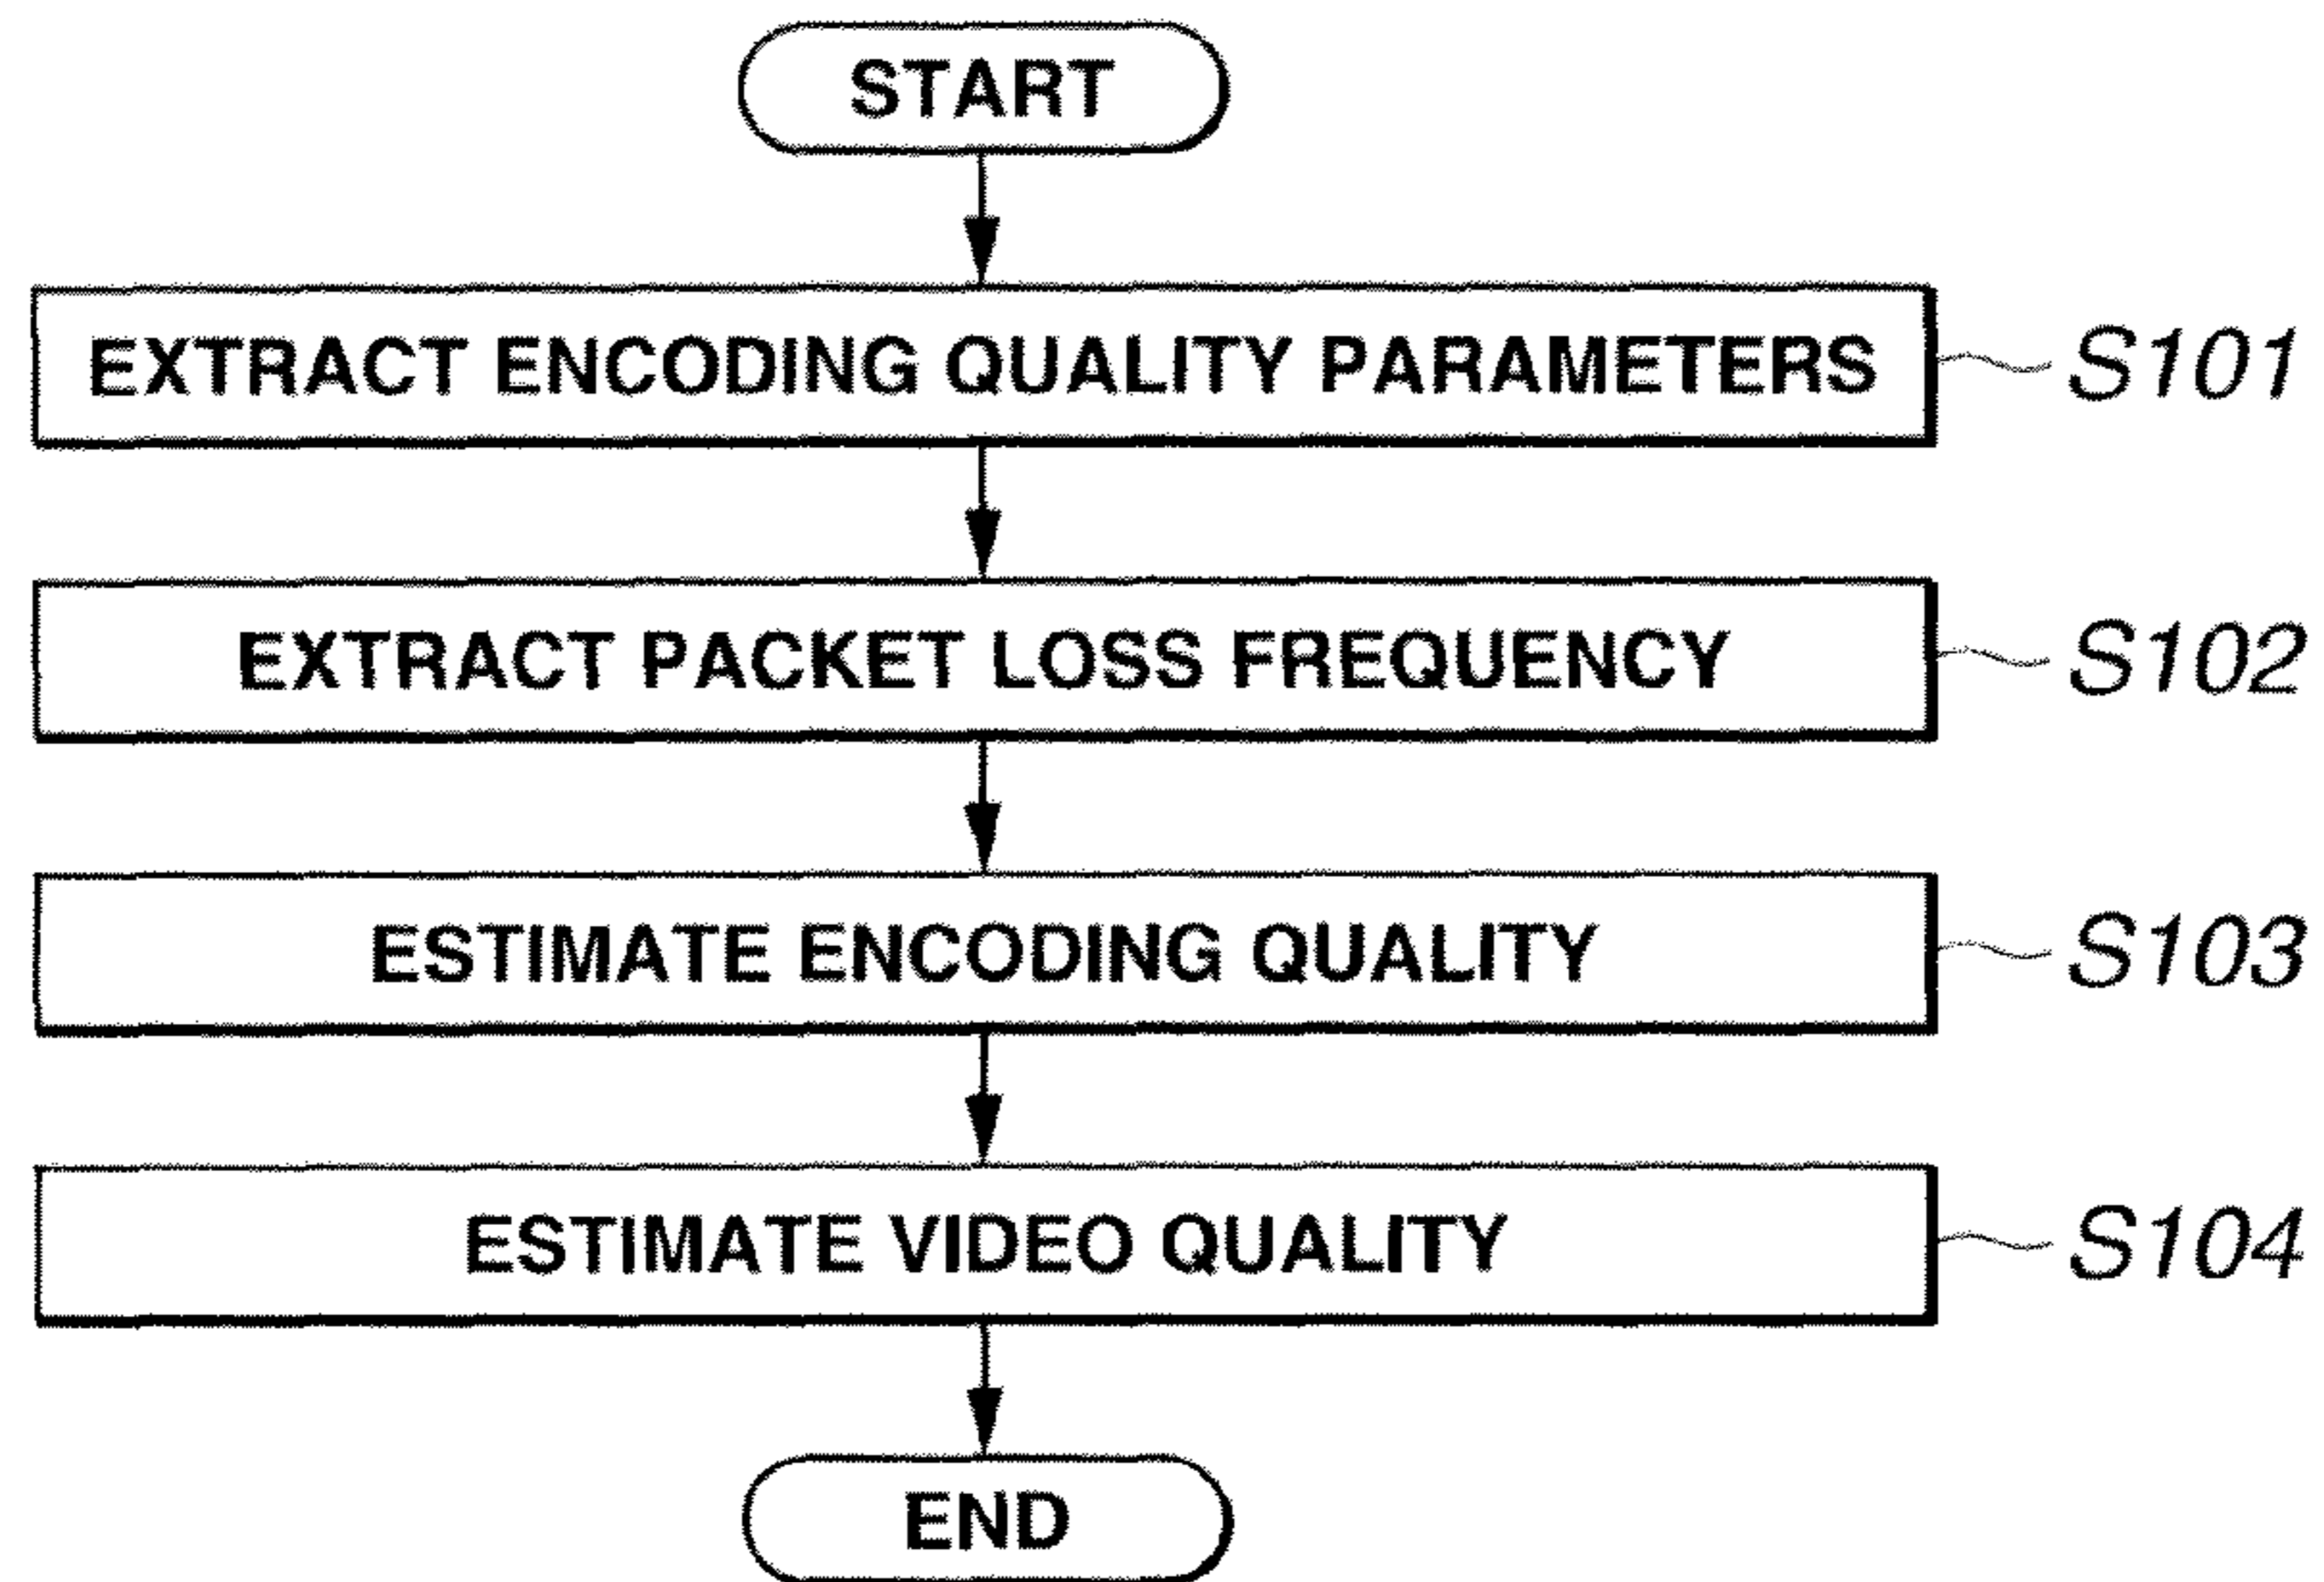 START
EXTRACT ENCODING QUALITY PARAMETERS S101
EXTRACT PACKET LOSS FREQUENCY S102
ESTIMATE ENCODING QUALITY S103
ESTIMATE VIDEO QUALITY S104
END